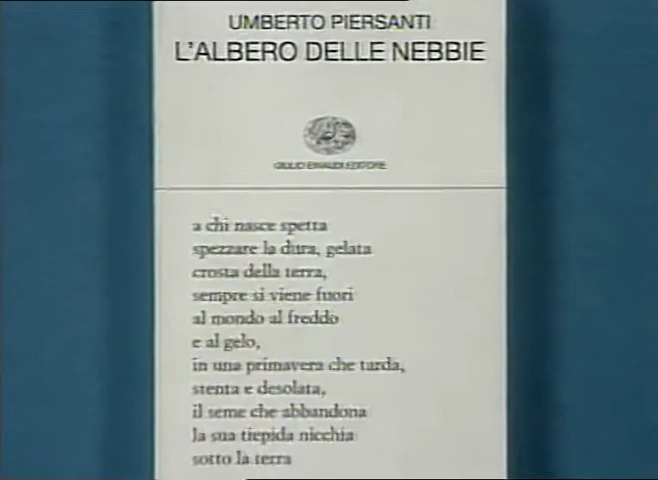 UMBERTO PIERSANTI
L'ALBERO DELLE NEBBIE
GIULIO EINAUDI EDITORE
a chi nasce spetta
spezzare la dura, gelata
crosta della terra,
sempre si viene fuori
al mondo al freddo
e al gelo,
in una primavera che tarda,
stenta e desolata,
il seme che abbandona
la sua tiepida nicchia
sotto la terra